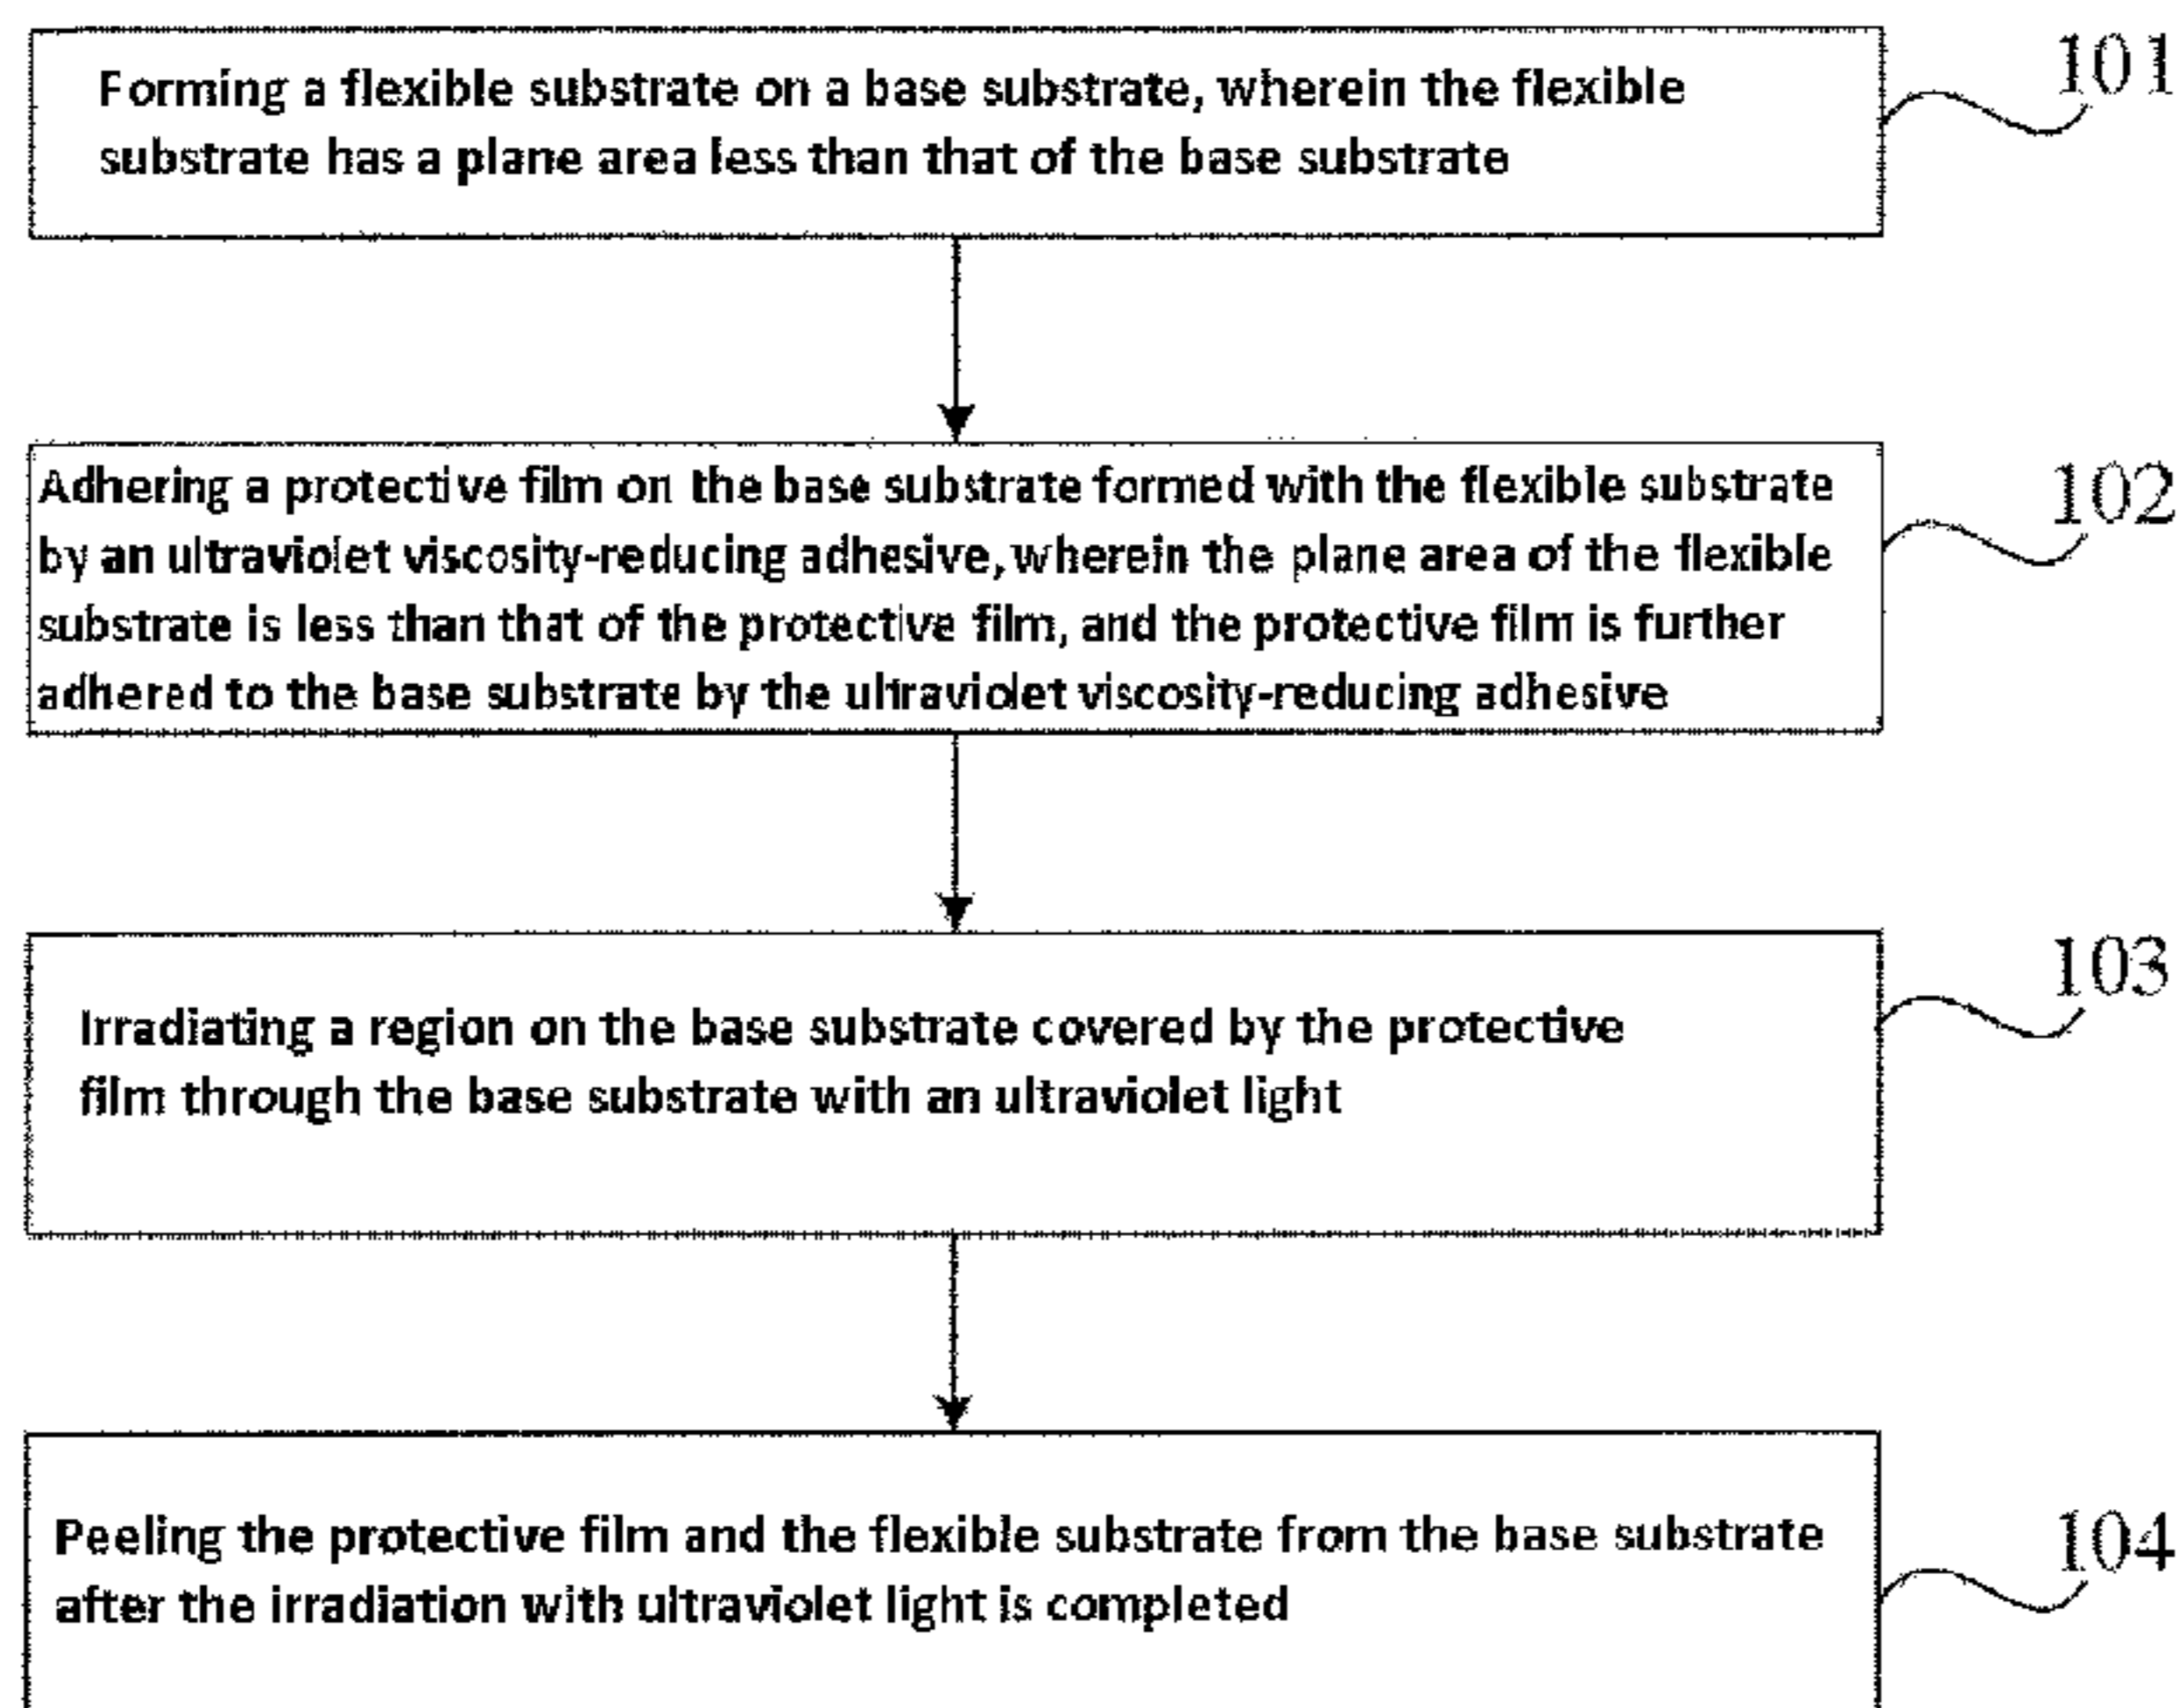 Forming a flexible substrate on a base substrate, wherein the flexible
substrate has a plane area less than that of the base substrate
101
Adhering a protective film on the base substrate formed with the flexible substrate
by an ultraviolet viscosity-reducing adhesive, wherein the plane area of the flexible
substrate is less than that of the protective film, and the protective film is further
adhered to the base substrate by the ultraviolet viscosity-reducing adhesive
102
Irradiating a region on the base substrate covered by the protective
film through the base substrate with an ultraviolet light
103
Peeling the protective film and the flexible substrate from the base substrate
after the irradiation with ultraviolet light is completed
104